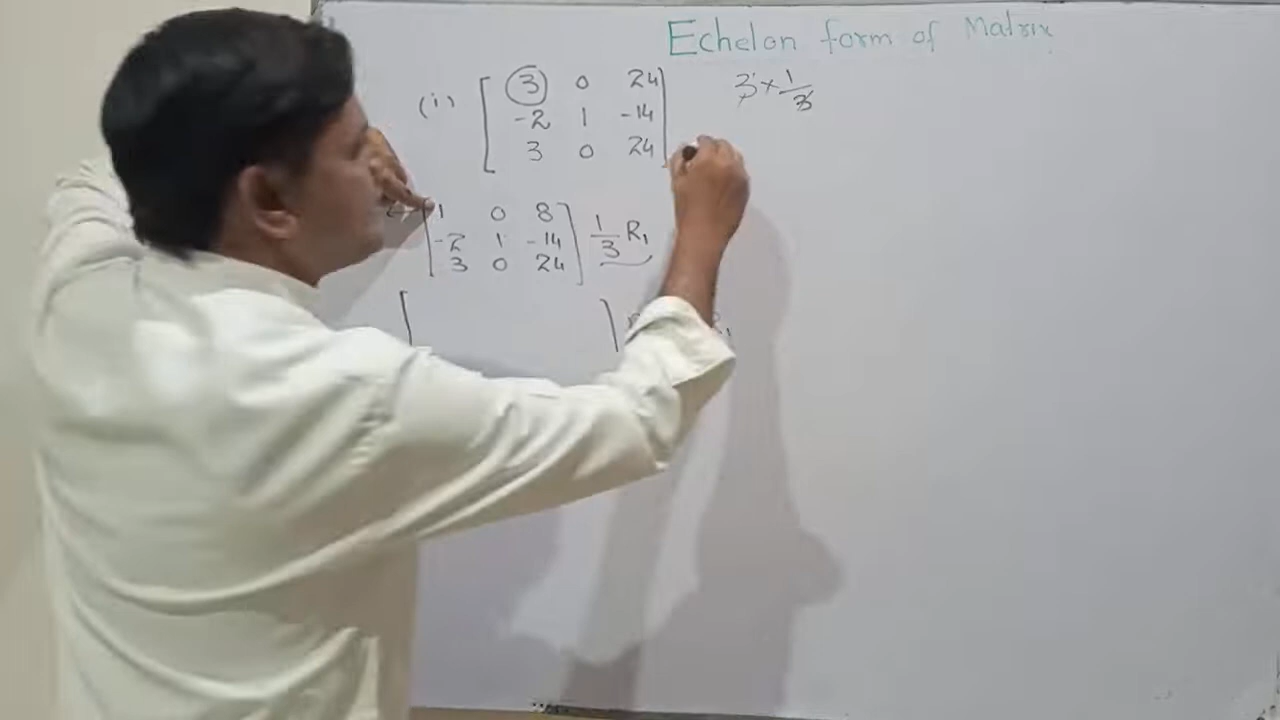 Echelon form of Matrix
(i) [ 3 0 24 ] 3 × 1/3
-2 1 -14
3 0 24
[ 1 0 8 ] 1/3 R₁
-2 1 -14
3 0 24
[ ]